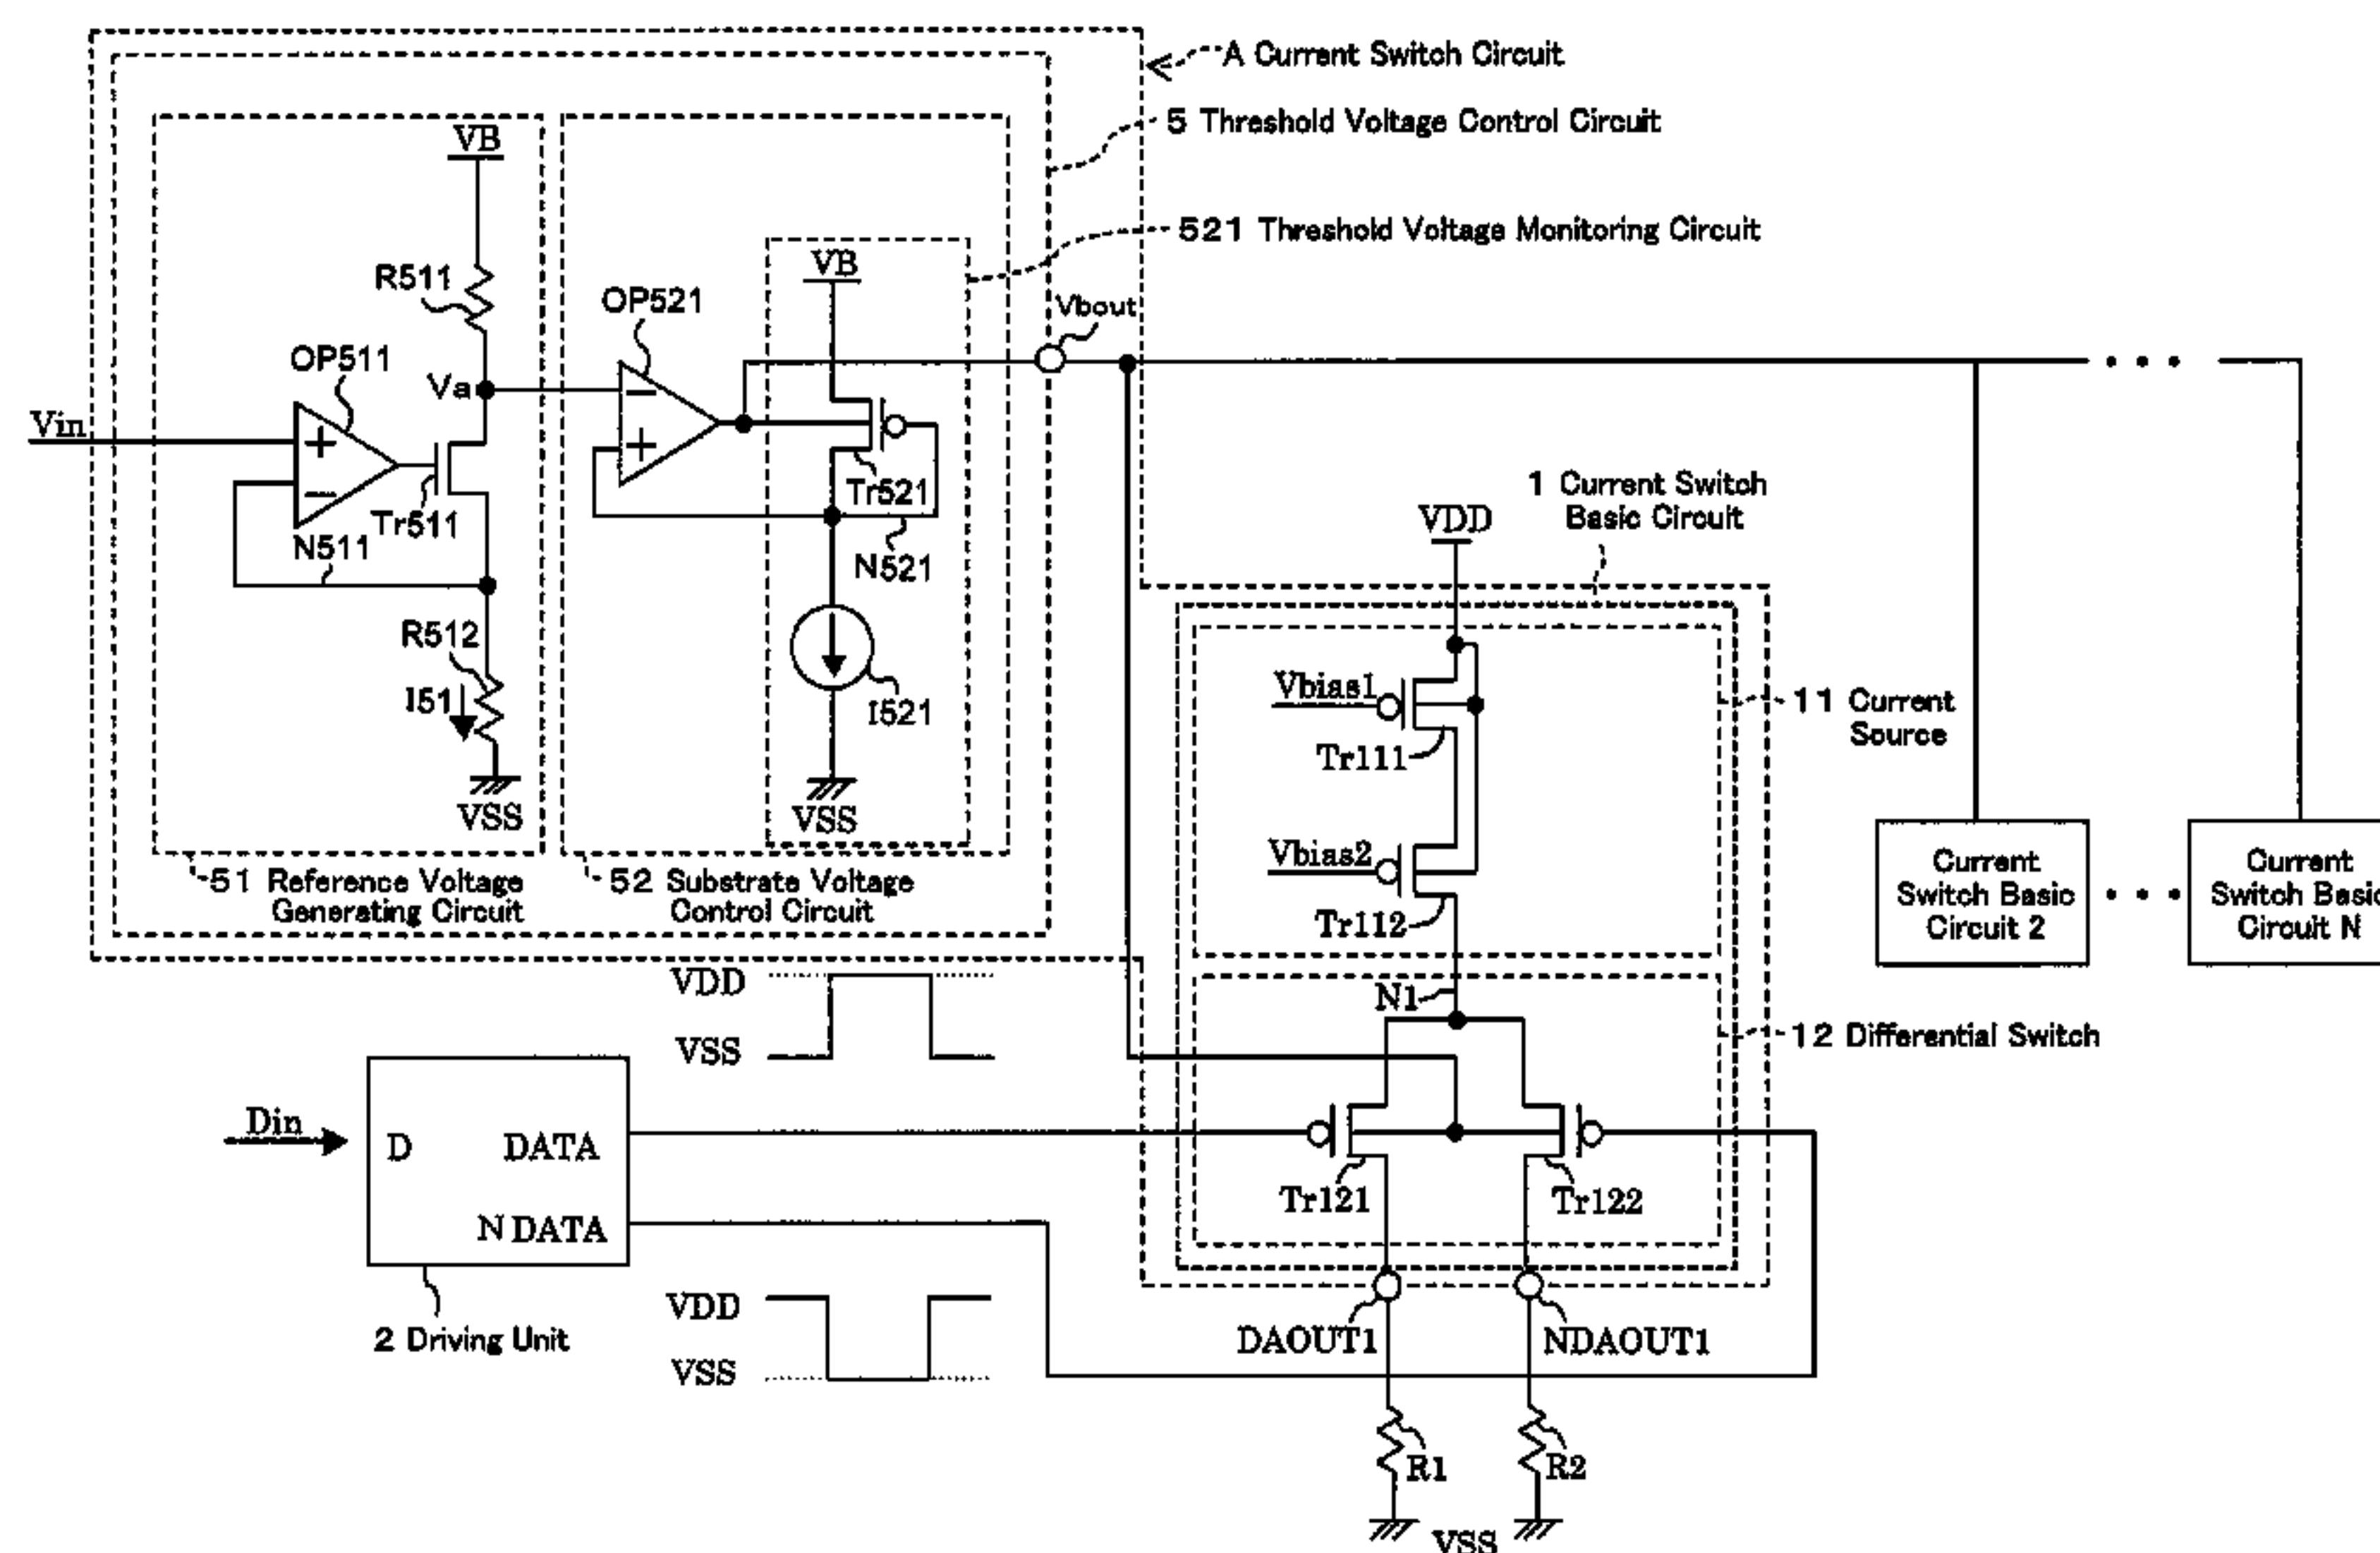 A Current Switch Circuit
5 Threshold Voltage Control Circuit
VB
521 Threshold Voltage Monitoring Circuit
VB
R511
OP521
Vbout
OP511
Va
Vin
+
−
−
+
Tr511
Tr521
N511
N521
1 Current Switch
Basic Circuit
VDD
R512
I51
I521
Vbias1
11 Current
Source
Tr111
VSS
VSS
Vbias2
Tr112
51 Reference Voltage
Generating Circuit
52 Substrate Voltage
Control Circuit
Current
Switch Basic
Circuit 2
• • •
• • •
Current
Switch Basic
Circuit N
VDD
VSS
N1
12 Differential Switch
Din
D
DATA
NDATA
Tr121
Tr122
VDD
VSS
2 Driving Unit
DAOUT1
NDAOUT1
R1
R2
VSS